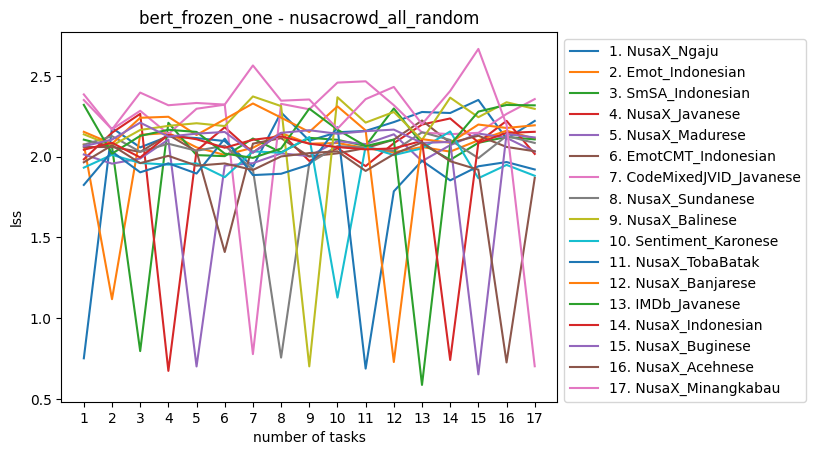 bert_frozen_one - nusacrowd_all_random
lss
2.5
2.0
1.5
1.0
0.5
1 2 3 4 5 6 7 8 9 10 11 12 13 14 15 16 17
number of tasks
1. NusaX_Ngaju
2. Emot_Indonesian
3. SmSA_Indonesian
4. NusaX_Javanese
5. NusaX_Madurese
6. EmotCMT_Indonesian
7. CodeMixedJVID_Javanese
8. NusaX_Sundanese
9. NusaX_Balinese
10. Sentiment_Karonese
11. NusaX_TobaBatak
12. NusaX_Banjarese
13. IMDb_Javanese
14. NusaX_Indonesian
15. NusaX_Buginese
16. NusaX_Acehnese
17. NusaX_Minangkabau